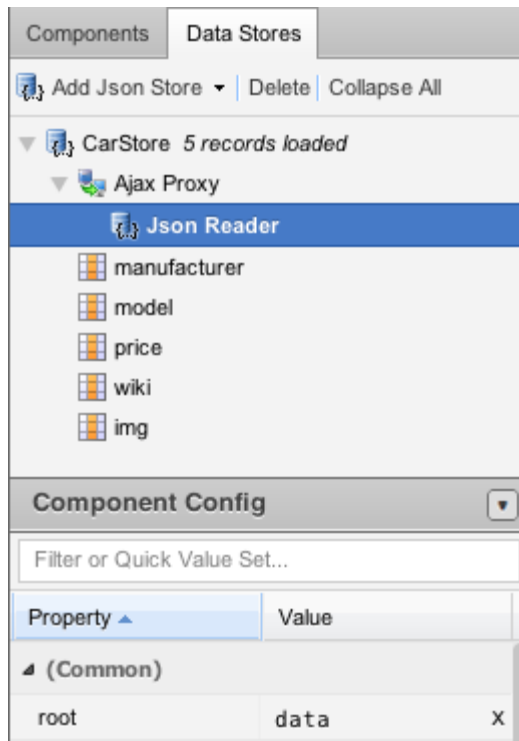 Components Data Stores
Add Json Store Delete Collapse All
CarStore 5 records loaded
Ajax Proxy
Json Reader
manufacturer
model
price
wiki
img
Component Config
Filter or Quick Value Set...
Property Value
(Common)
root data x